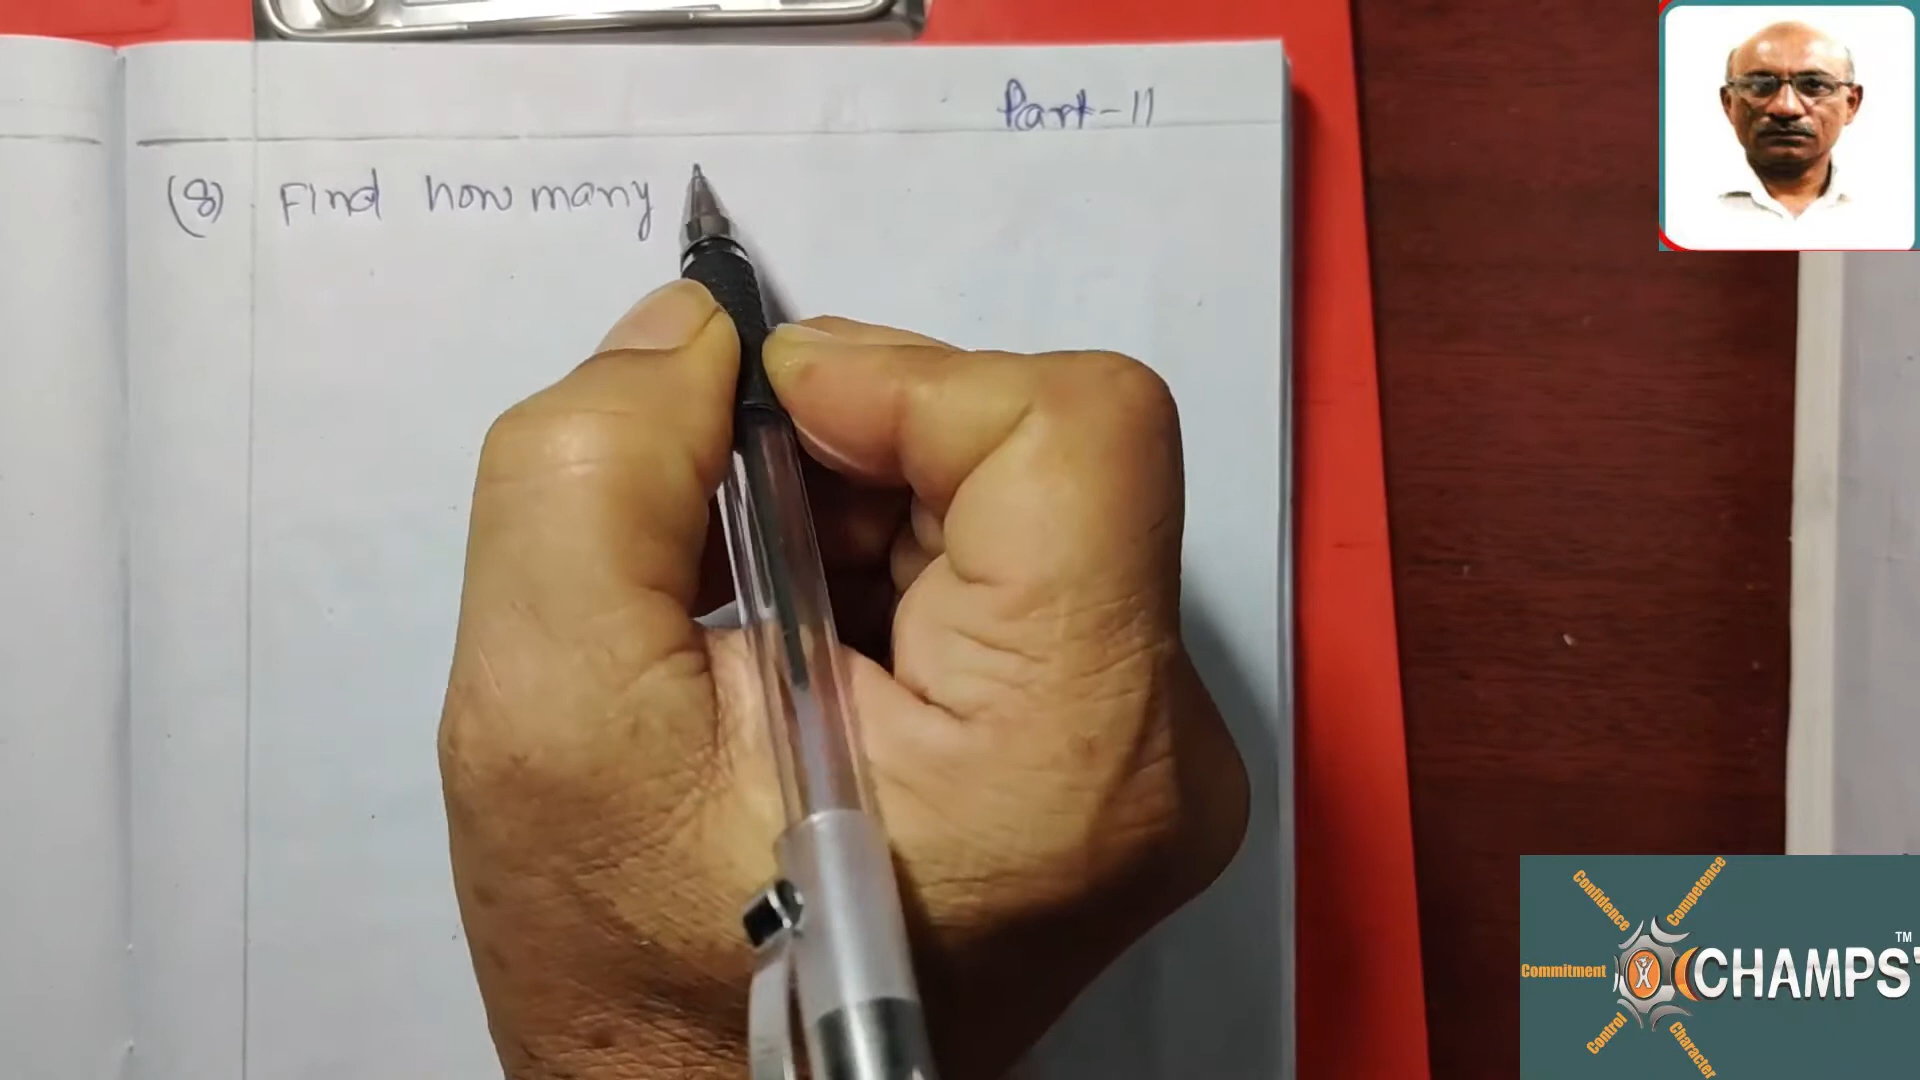 Part-11
(8) Find how many
Confidence
Competence
Commitment
CHAMPS
TM
Control
Character